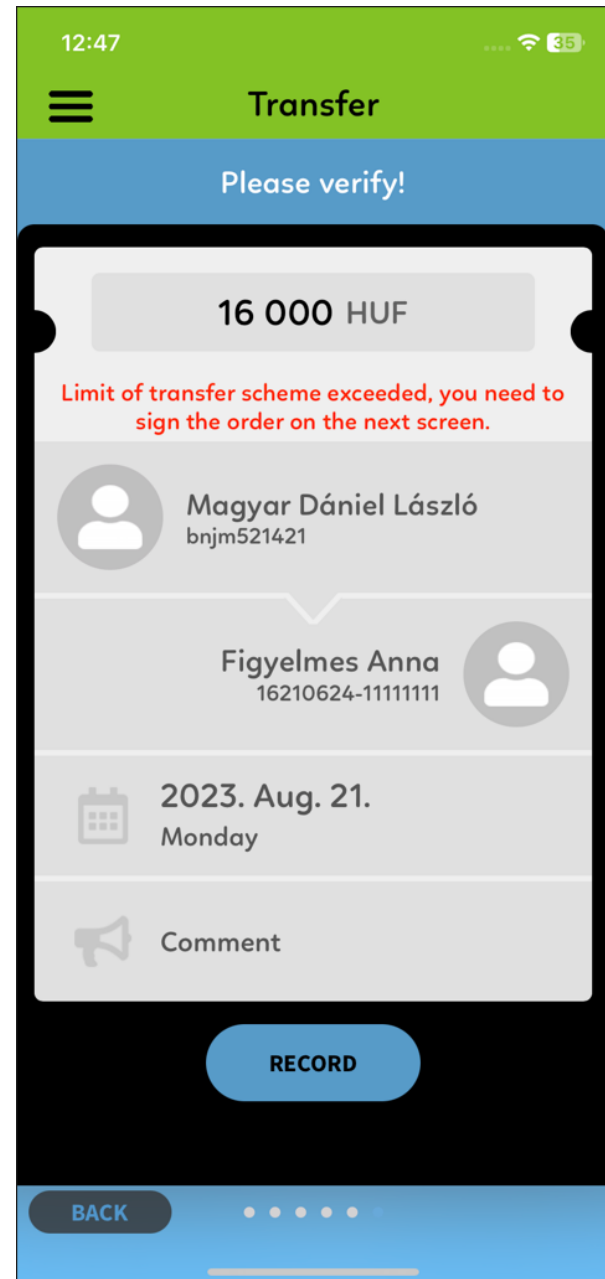 12:47
35
Transfer
Please verify!
16 000 HUF
Limit of transfer scheme exceeded, you need to
sign the order on the next screen.
Magyar Dániel László
bnjm521421
Figyelmes Anna
16210624-11111111
2023. Aug. 21.
Monday
Comment
RECORD
BACK